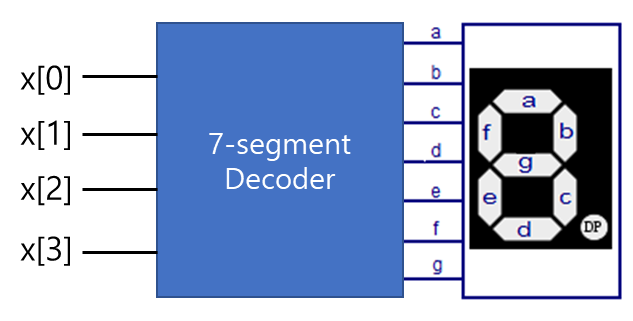 x[0]
x[1]
x[2]
x[3]
7-segment
Decoder
a
b
c
d
e
f
g
a
f
b
g
e
c
d
DP